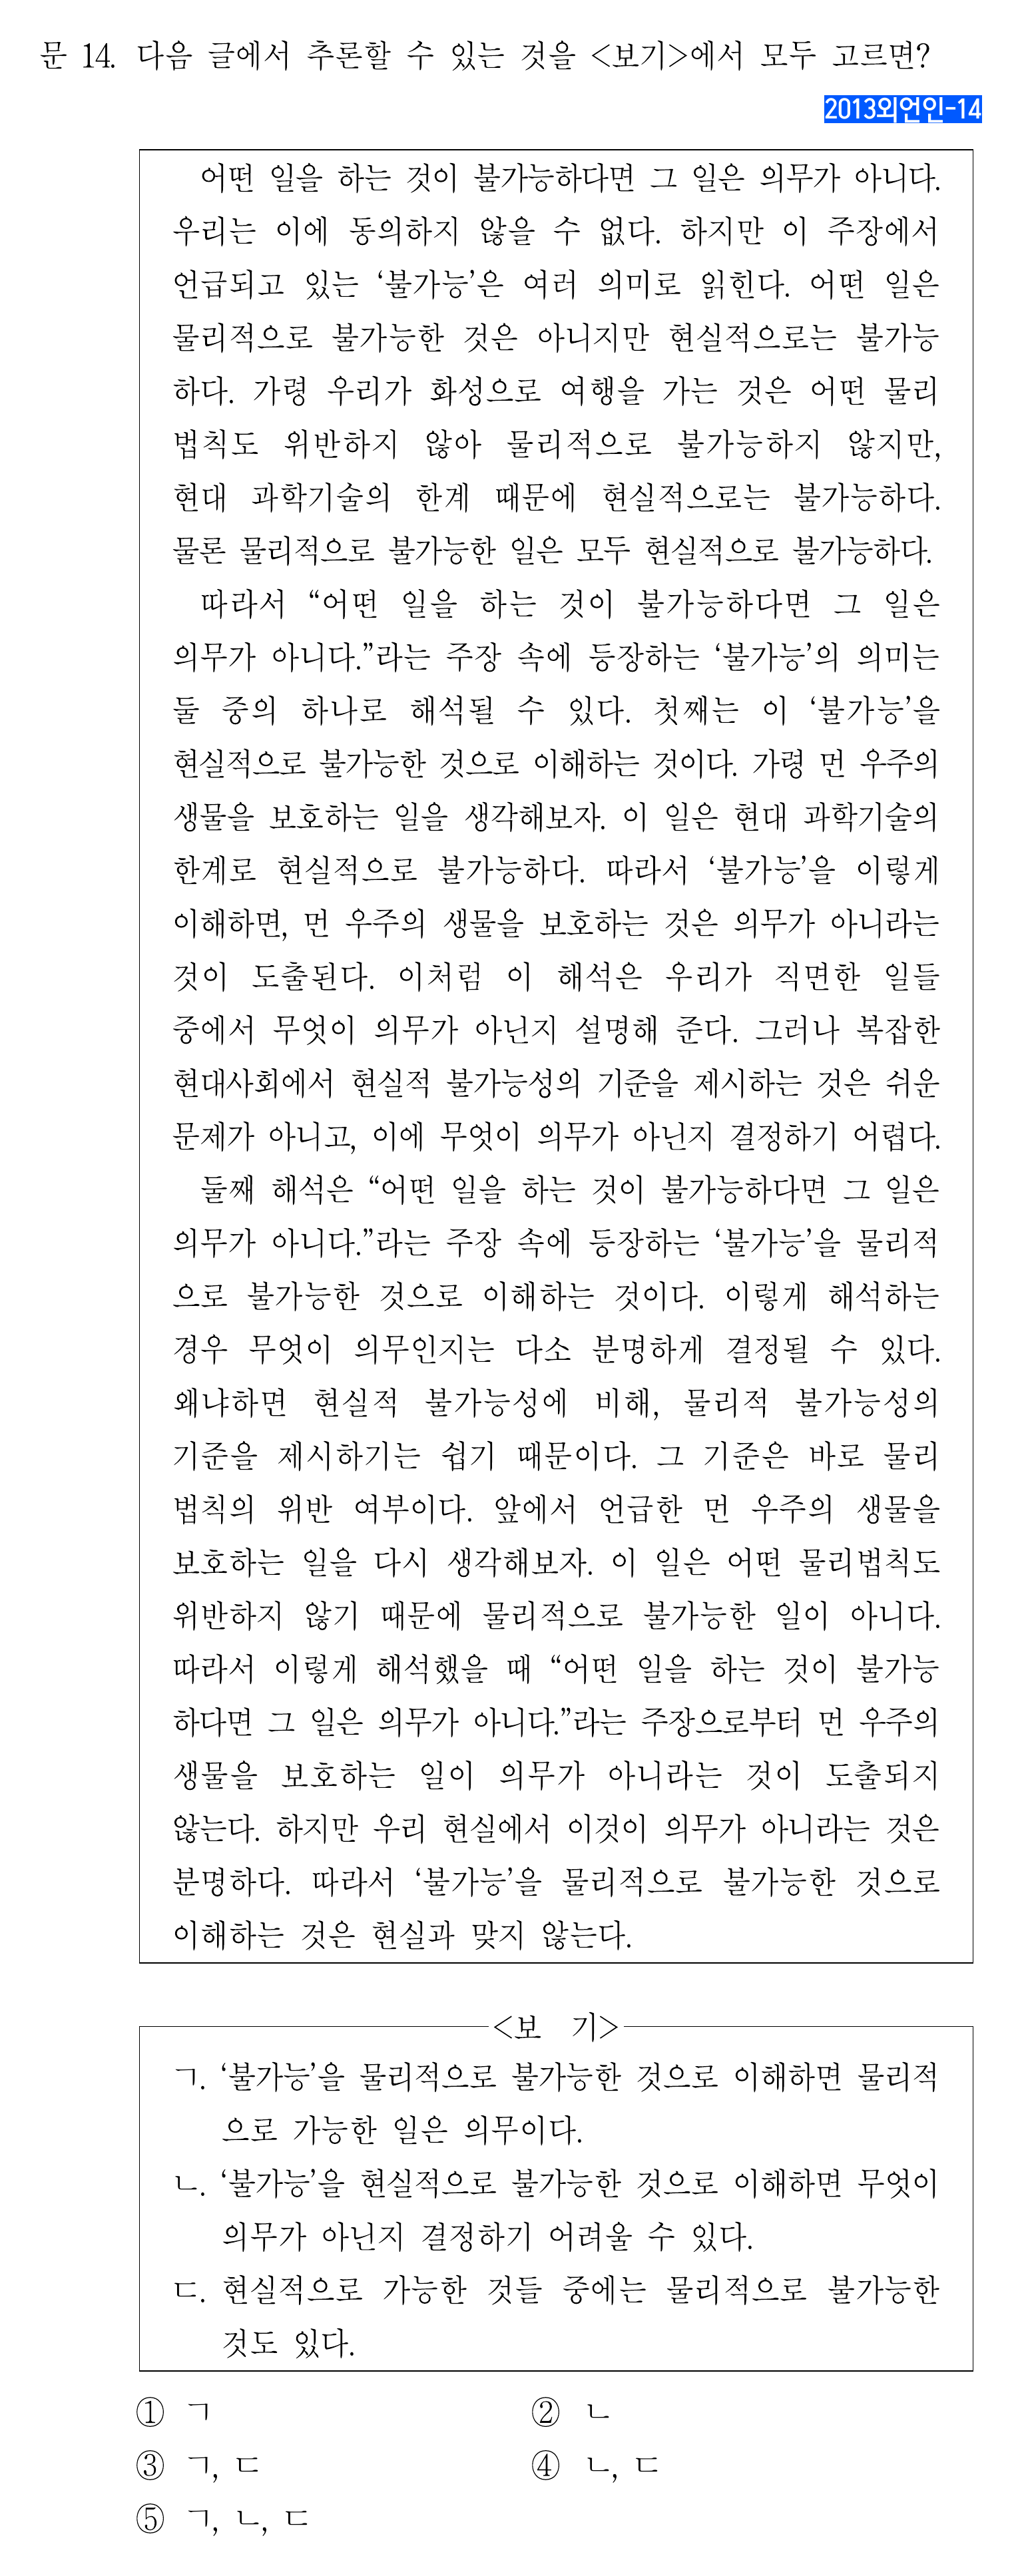 문 14. 다음 글에서 추론할 수 있는 것을 <보기>에서 모두 고르면?
2013외언인-14
어떤 일을 하는 것이 불가능하다면 그 일은 의무가 아니다.
우리는 이에 동의하지 않을 수 없다. 하지만 이 주장에서
언급되고 있는 ‘불가능’은 여러 의미로 읽힌다. 어떤 일은
물리적으로 불가능한 것은 아니지만 현실적으로는 불가능
하다. 가령 우리가 화성으로 여행을 가는 것은 어떤 물리
법칙도 위반하지 않아 물리적으로 불가능하지 않지만,
현대 과학기술의 한계 때문에 현실적으로는 불가능하다.
물론 물리적으로 불가능한 일은 모두 현실적으로 불가능하다.
따라서 “어떤 일을 하는 것이 불가능하다면 그 일은
의무가 아니다.”라는 주장 속에 등장하는 ‘불가능’의 의미는
둘 중의 하나로 해석될 수 있다. 첫째는 이 ‘불가능’을
현실적으로 불가능한 것으로 이해하는 것이다. 가령 먼 우주의
생물을 보호하는 일을 생각해보자. 이 일은 현대 과학기술의
한계로 현실적으로 불가능하다. 따라서 ‘불가능’을 이렇게
이해하면, 먼 우주의 생물을 보호하는 것은 의무가 아니라는
것이 도출된다. 이처럼 이 해석은 우리가 직면한 일들
중에서 무엇이 의무가 아닌지 설명해 준다. 그러나 복잡한
현대사회에서 현실적 불가능성의 기준을 제시하는 것은 쉬운
문제가 아니고, 이에 무엇이 의무가 아닌지 결정하기 어렵다.
둘째 해석은 “어떤 일을 하는 것이 불가능하다면 그 일은
의무가 아니다.”라는 주장 속에 등장하는 ‘불가능’을 물리적
으로 불가능한 것으로 이해하는 것이다. 이렇게 해석하는
경우 무엇이 의무인지는 다소 분명하게 결정될 수 있다.
왜냐하면 현실적 불가능성에 비해, 물리적 불가능성의
기준을 제시하기는 쉽기 때문이다. 그 기준은 바로 물리
법칙의 위반 여부이다. 앞에서 언급한 먼 우주의 생물을
보호하는 일을 다시 생각해보자. 이 일은 어떤 물리법칙도
위반하지 않기 때문에 물리적으로 불가능한 일이 아니다.
따라서 이렇게 해석했을 때 “어떤 일을 하는 것이 불가능
하다면 그 일은 의무가 아니다.”라는 주장으로부터 먼 우주의
생물을 보호하는 일이 의무가 아니라는 것이 도출되지
않는다. 하지만 우리 현실에서 이것이 의무가 아니라는 것은
분명하다. 따라서 ‘불가능’을 물리적으로 불가능한 것으로
이해하는 것은 현실과 맞지 않는다.
<보 기>
ㄱ. ‘불가능’을 물리적으로 불가능한 것으로 이해하면 물리적
으로 가능한 일은 의무이다.
ㄴ. ‘불가능’을 현실적으로 불가능한 것으로 이해하면 무엇이
의무가 아닌지 결정하기 어려울 수 있다.
ㄷ. 현실적으로 가능한 것들 중에는 물리적으로 불가능한
것도 있다.
① ㄱ ② ㄴ
③ ㄱ, ㄷ ④ ㄴ, ㄷ
⑤ ㄱ, ㄴ, ㄷ